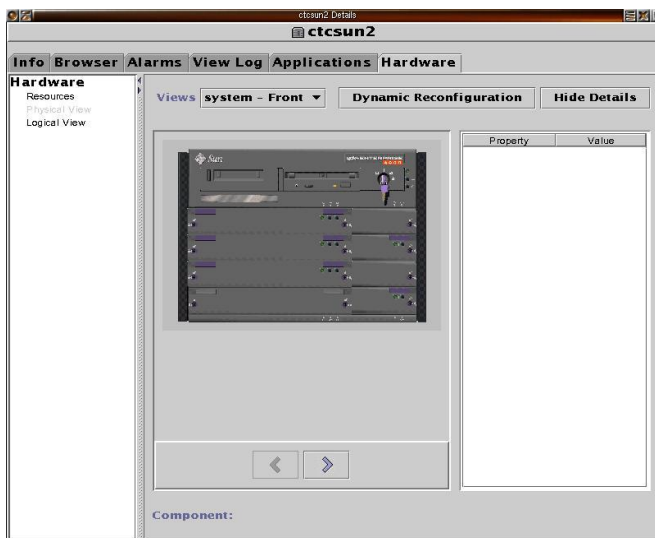 ctcsun2 Details
ctcsun2
Info Browser Alarms View Log Applications Hardware
Hardware
Resources
Physical View
Logical View
Views system - Front Dynamic Reconfiguration Hide Details
Property Value
Sun
Component: